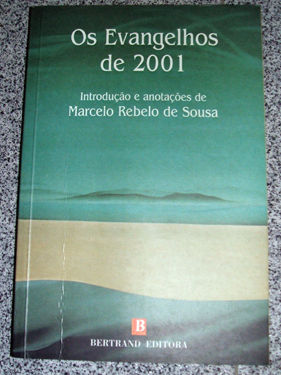 Os Evangelhos
de 2001
Introdução e anotações de
Marcelo Rebelo de Sousa
B
BERTRAND EDITORA